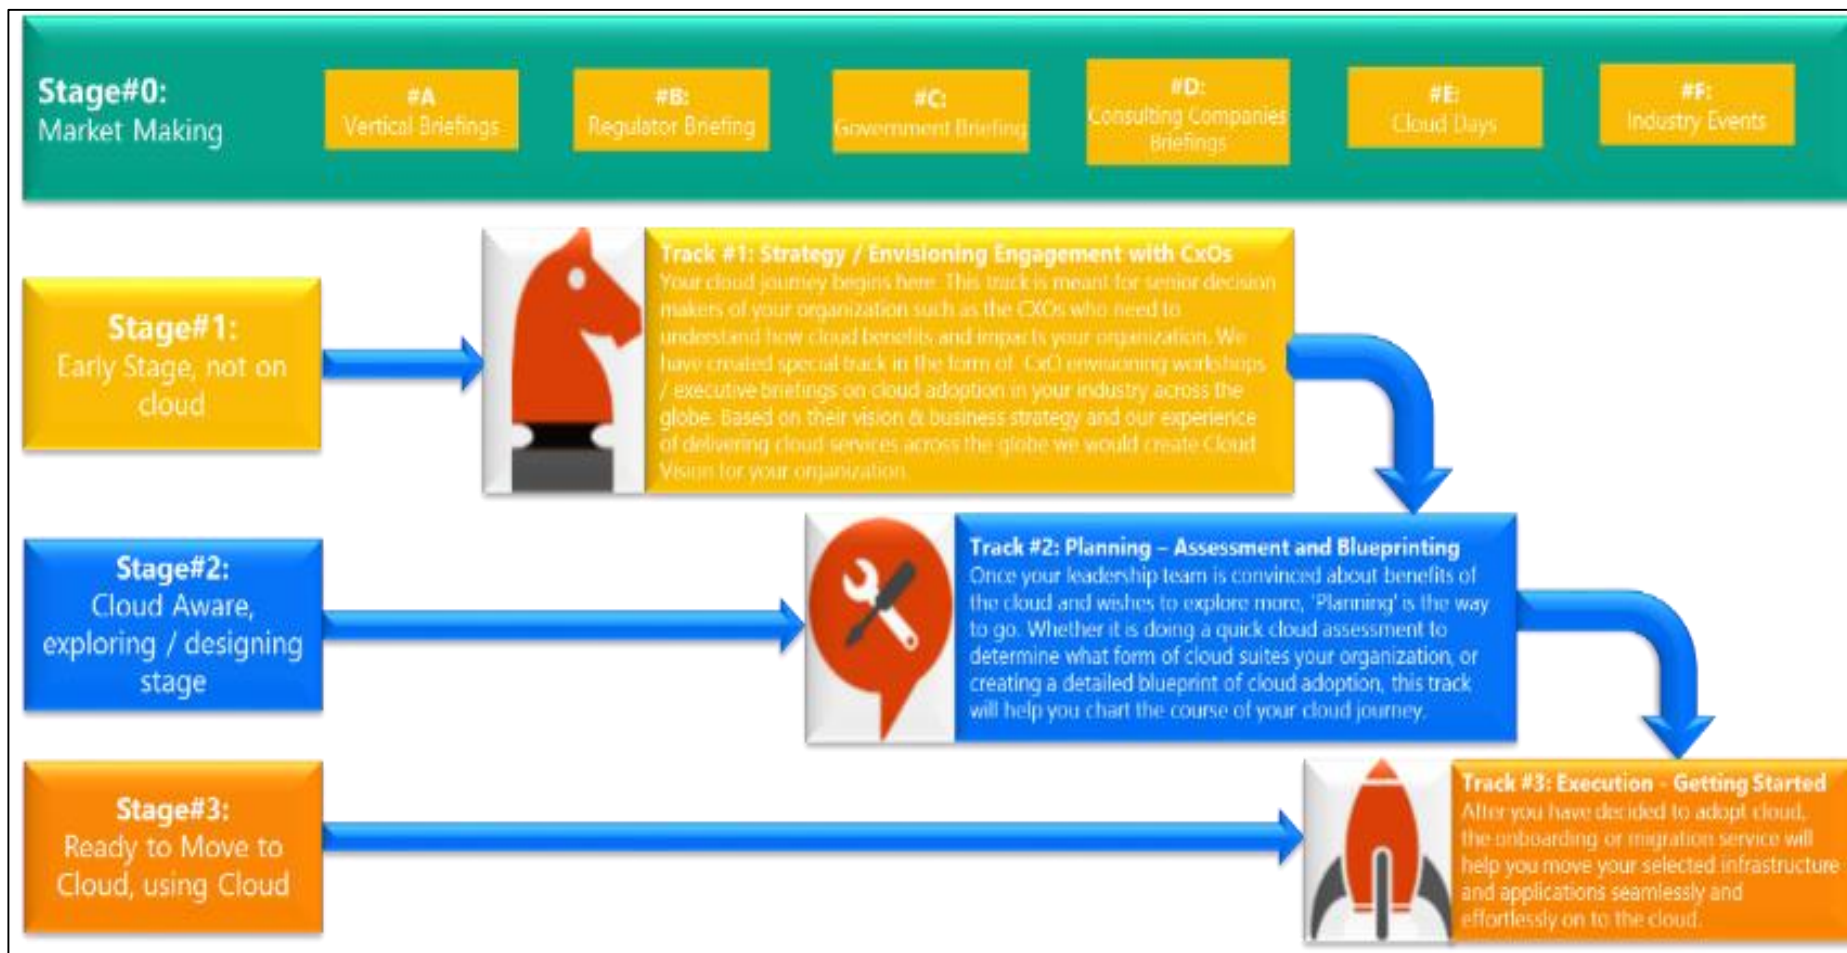 Stage#0:
Market Making
#A
Vertical Briefings
#B:
Regulator Briefing
#C:
Government Briefing
#D:
Consulting Companies
Briefings
#E:
Cloud Days
#F:
Industry Events
Stage#1:
Early Stage, not on
cloud
Track #1: Strategy / Envisioning Engagement with CxOs
Your cloud journey begins here. This track is meant for senior decision
makers of your organization such as the CXOs who need to
understand how cloud benefits and impacts your organization. We
have created special track in the form of CxO envisioning workshops
/ executive briefings on cloud adoption in your industry across the
globe. Based on their vision & business strategy and our experience
of delivering cloud services across the globe we would create Cloud
Vision for your organization.
Stage#2:
Cloud Aware,
exploring / designing
stage
Track #2: Planning – Assessment and Blueprinting
Once your leadership team is convinced about benefits of
the cloud and wishes to explore more, 'Planning' is the way
to go. Whether it is doing a quick cloud assessment to
determine what form of cloud suites your organization, or
creating a detailed blueprint of cloud adoption, this track
will help you chart the course of your cloud journey.
Stage#3:
Ready to Move to
Cloud, using Cloud
Track #3: Execution - Getting Started
After you have decided to adopt cloud,
the onboarding or migration service will
help you move your selected infrastructure
and applications seamlessly and
effortlessly on to the cloud.